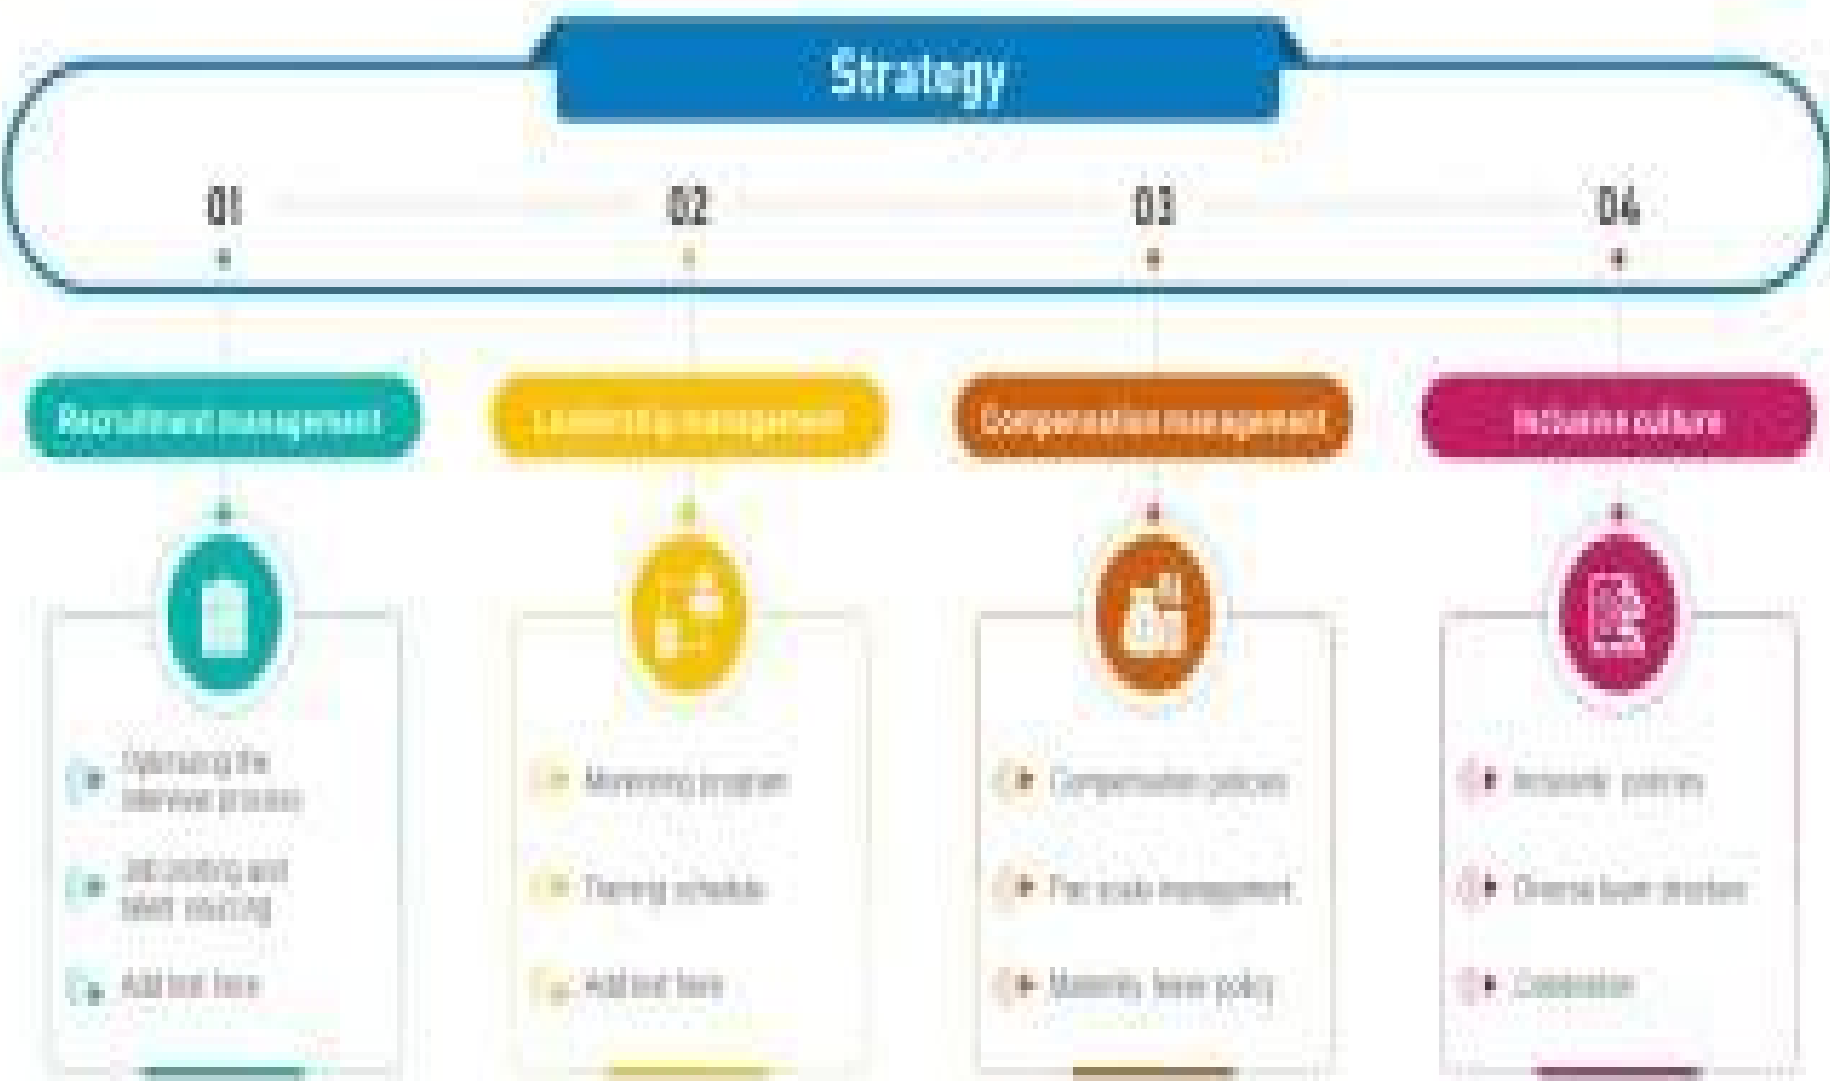 Strategy
01
02
03
04
Recruitment management
Leadership management
Compensation management
Inclusive culture
Optimizing the
interview process
Job posting and
talent sourcing
Add text here
Mentoring program
Training schedule
Add text here
Compensation policies
Pay scale management
Maternity leave policy
policies
Diverse team structure
Celebration